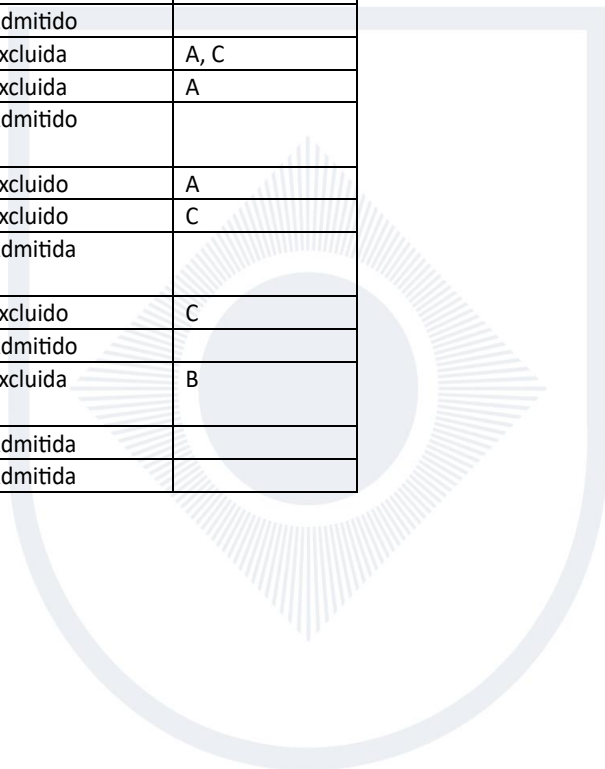 dmitido
xcluida A, C
xcluida A
dmitido
xcluido A
xcluido C
dmitida
xcluido C
dmitido
xcluida B
dmitida
dmitida